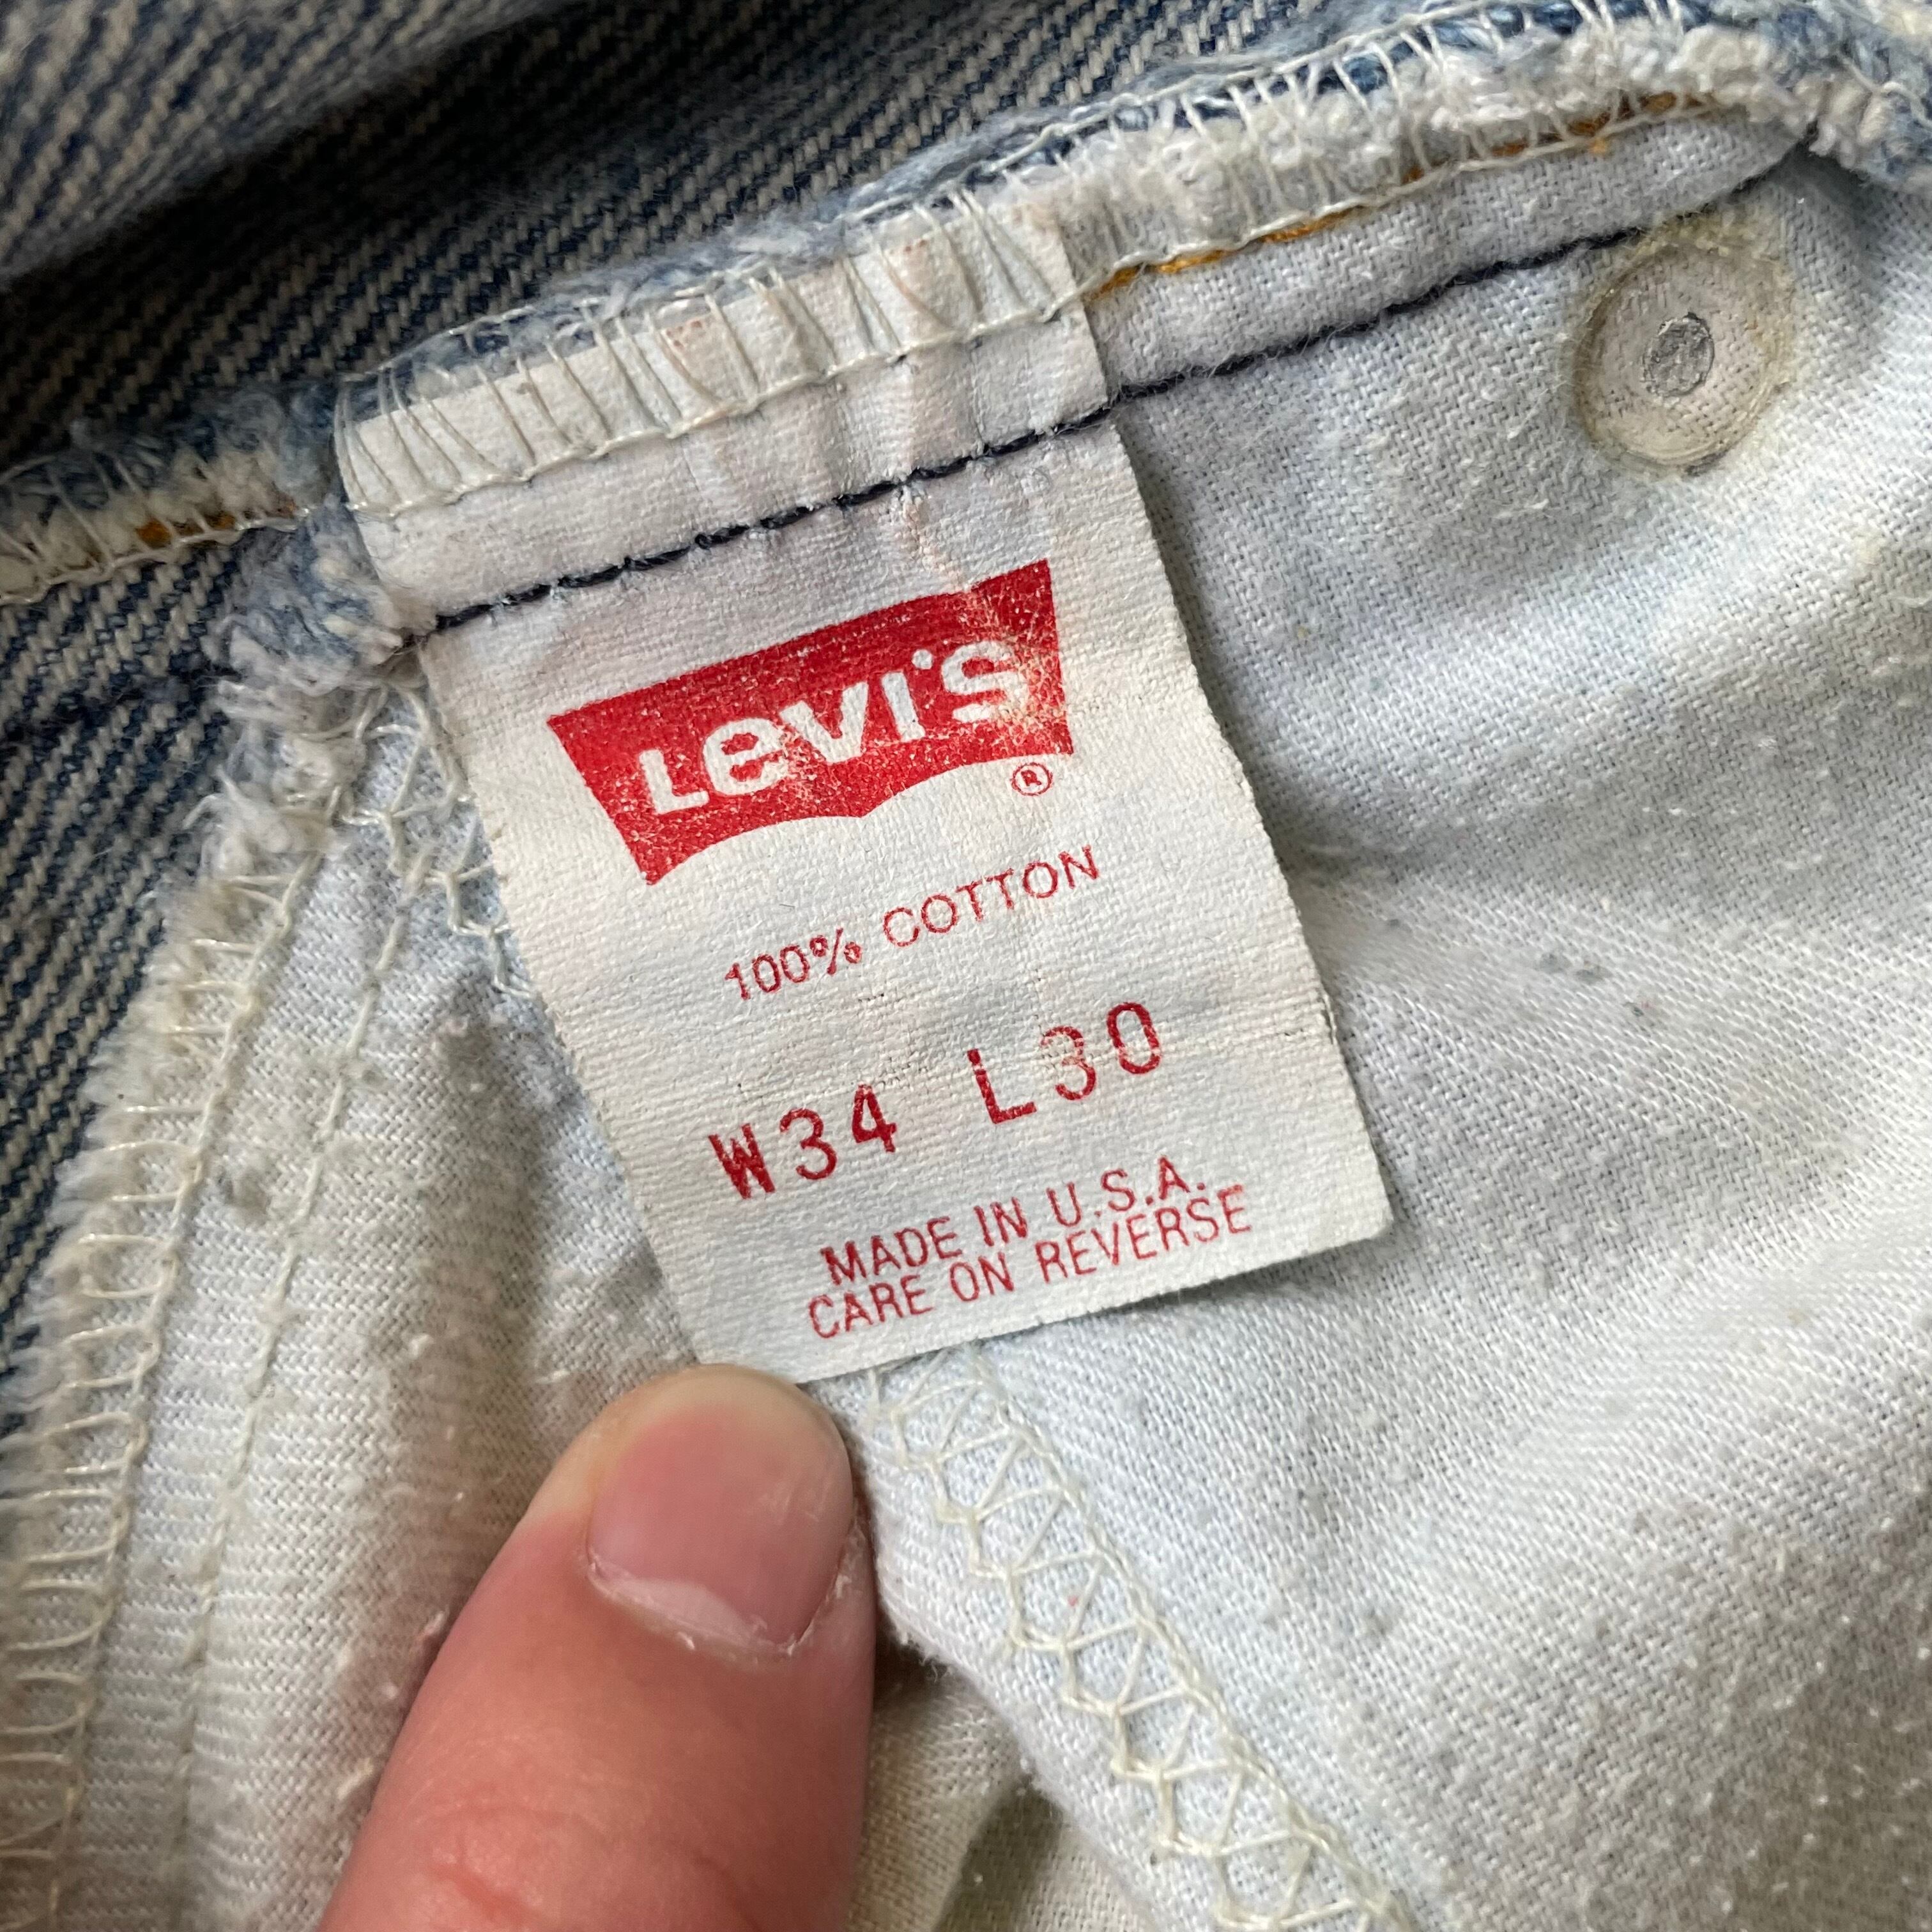 Levi's ®
100% COTTON
W34 L30
MADE IN U.S.A.
CARE ON REVERSE